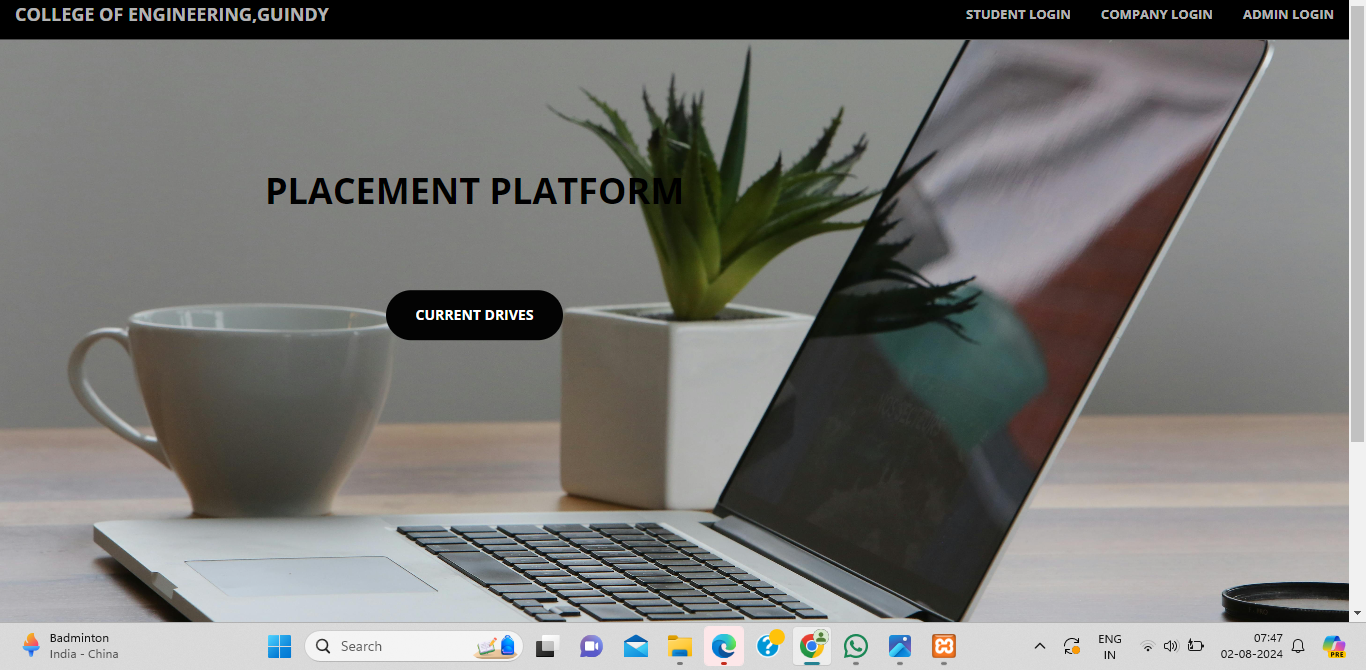 COLLEGE OF ENGINEERING,GUINDY
STUDENT LOGIN COMPANY LOGIN ADMIN LOGIN
PLACEMENT PLATFORM
CURRENT DRIVES
Badminton
India - China
Search
ENG
IN
07:47
02-08-2024
PRE